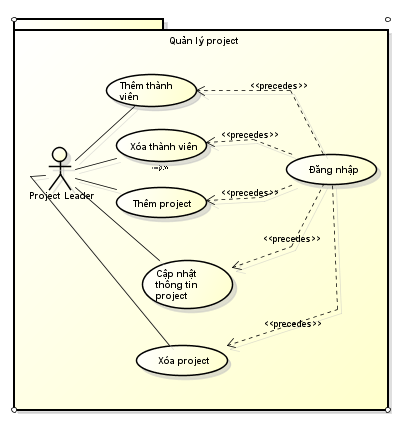 Quản lý project
Thêm thành
viên
<<precedes>>
Xóa thành viên
<<precedes>>
Đăng nhập
Project Leader
Thêm project
<<precedes>>
<<precedes>>
Cập nhật
thông tin
project
<<precedes>>
Xóa project